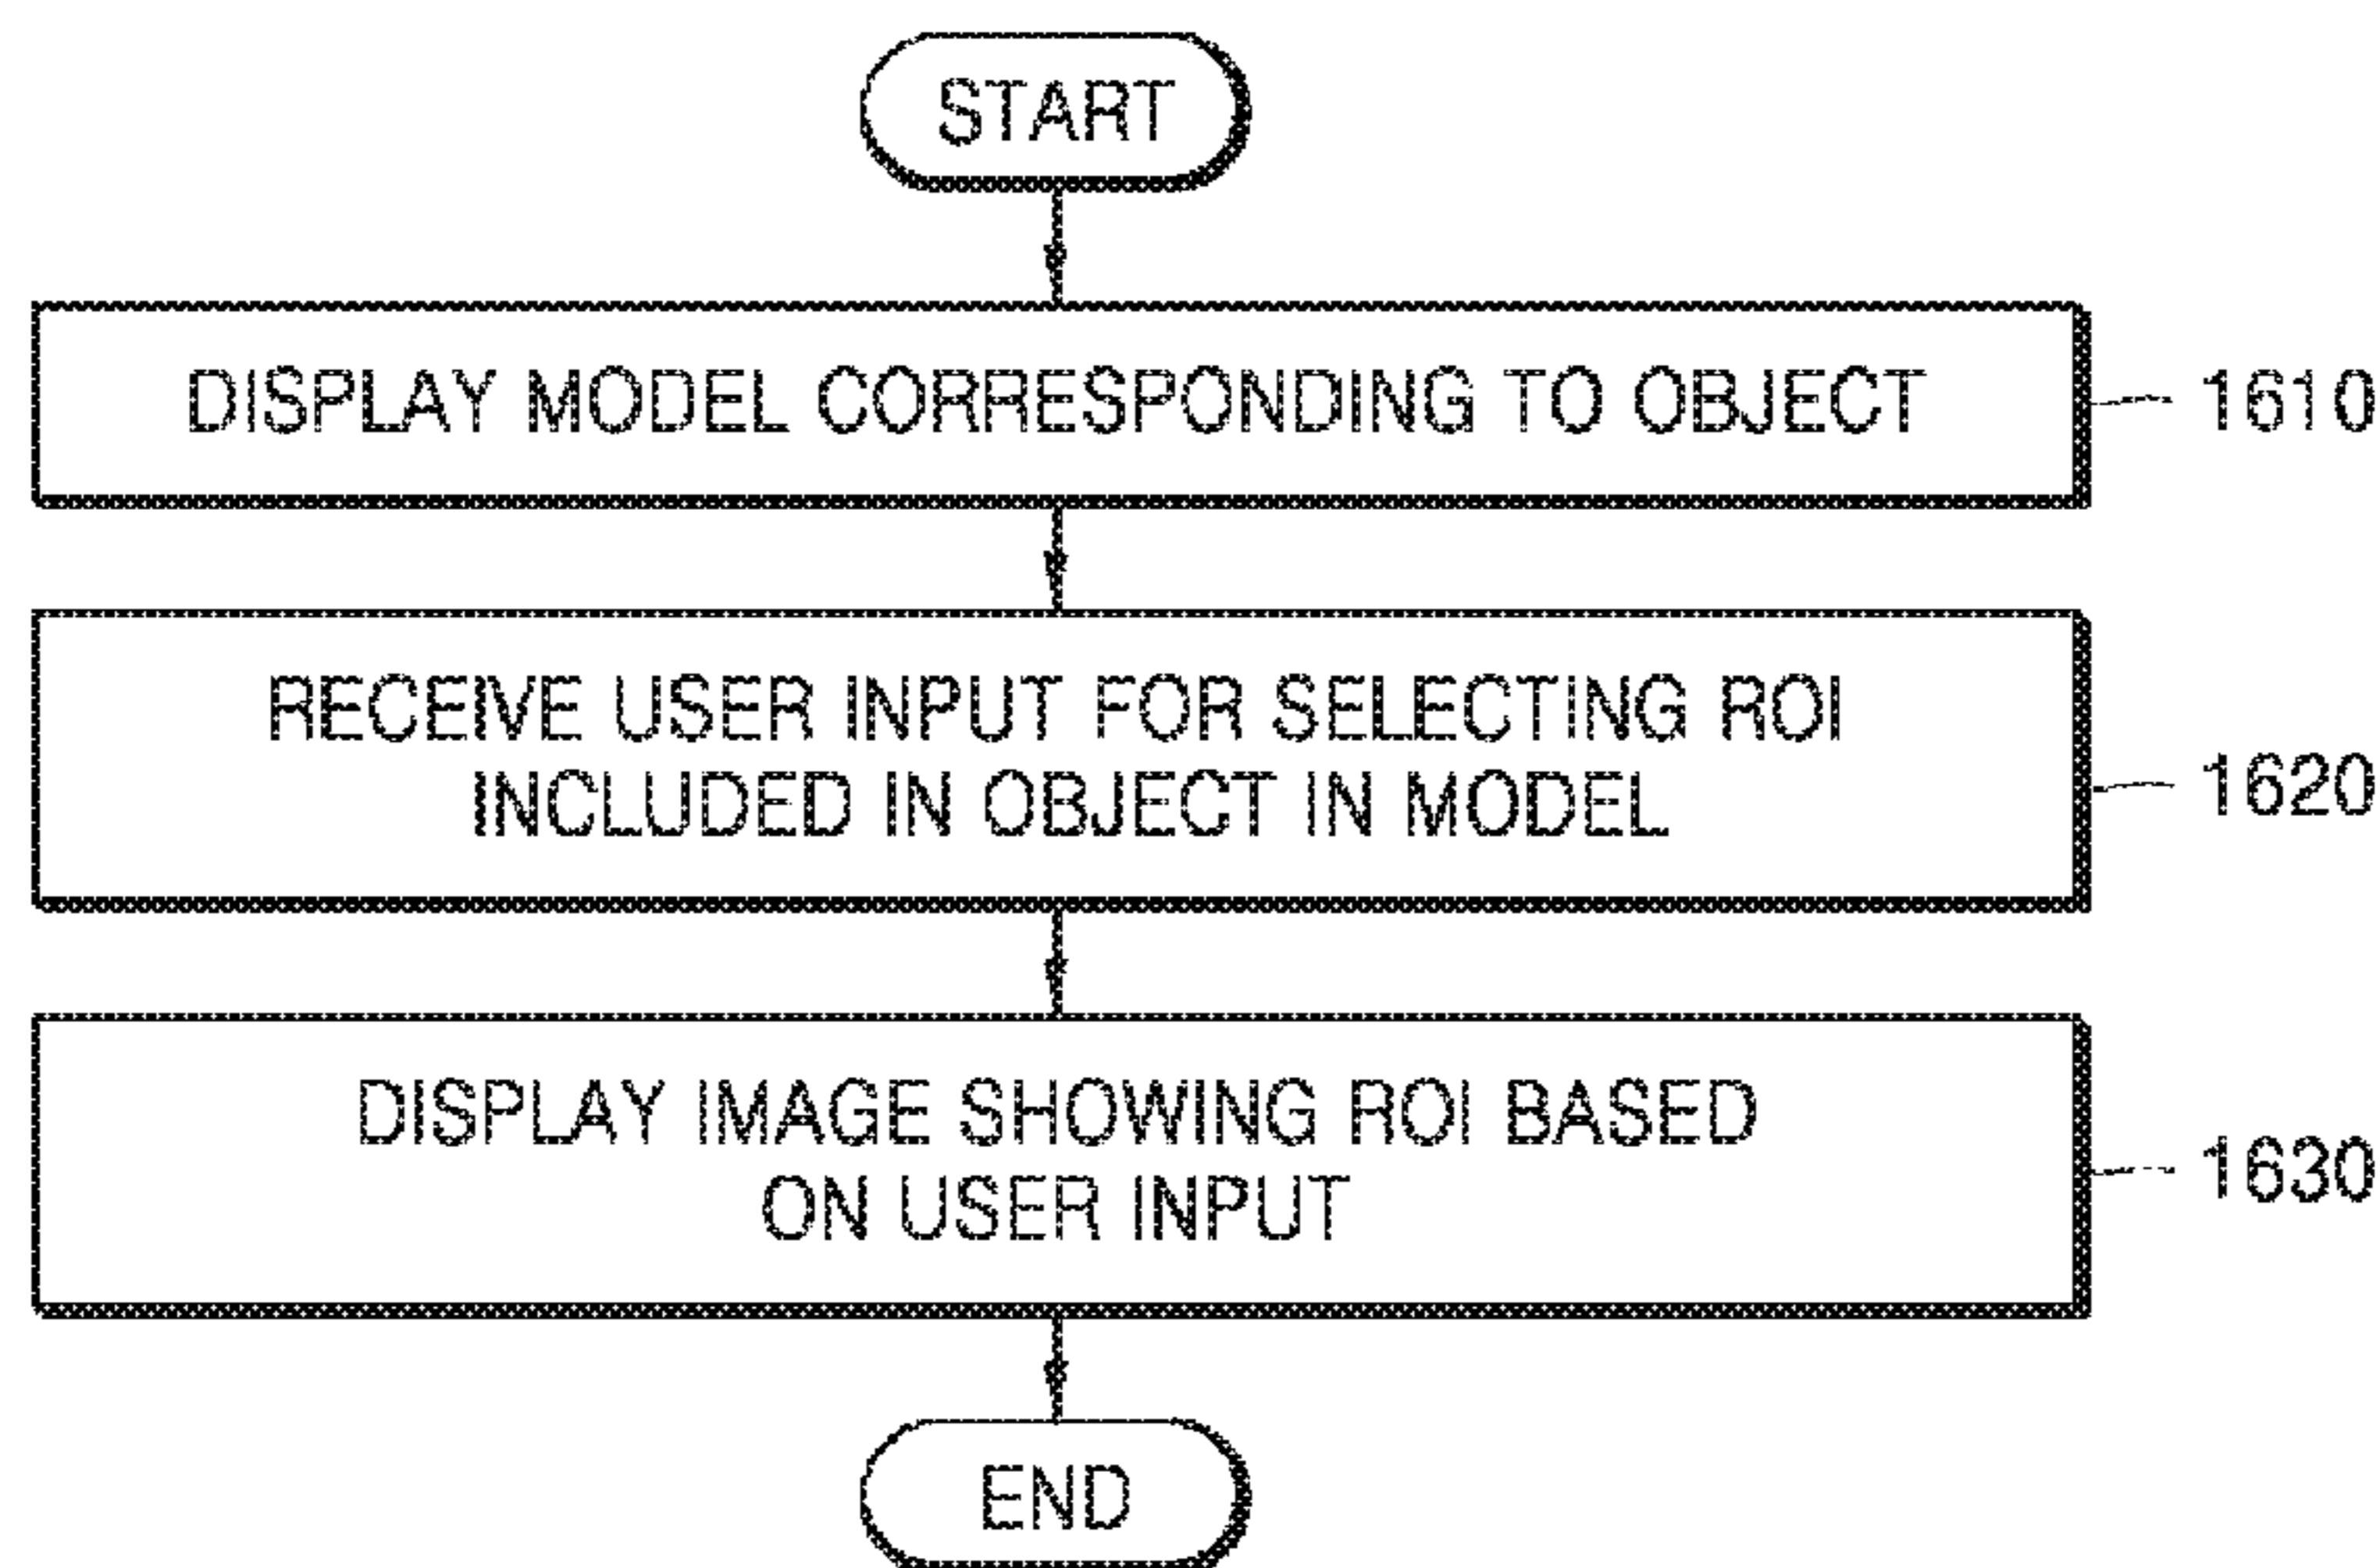 START
DISPLAY MODEL CORRESPONDING TO OBJECT
1610
RECEIVE USER INPUT FOR SELECTING ROI
INCLUDED IN OBJECT IN MODEL
1620
DISPLAY IMAGE SHOWING ROI BASED
ON USER INPUT
1630
END